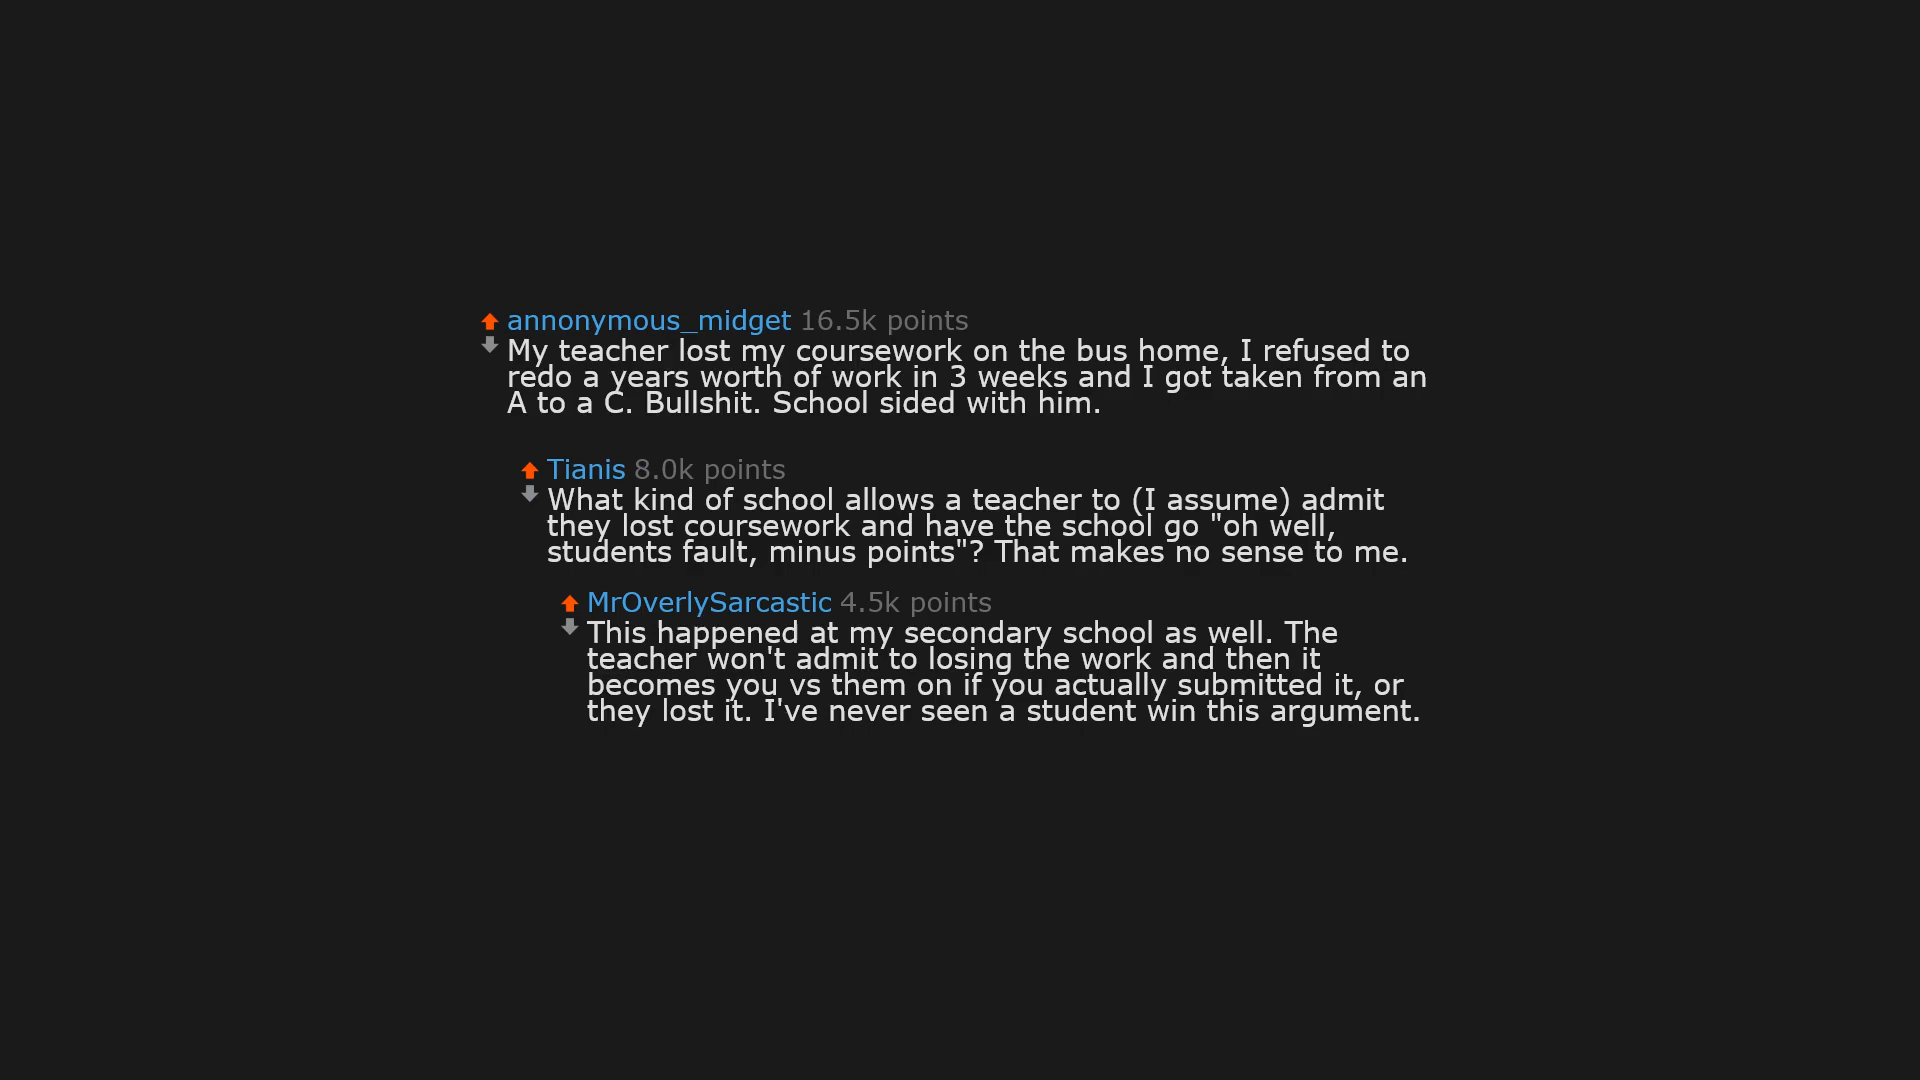 annonymous_midget 16.5k points
My teacher lost my coursework on the bus home, I refused to
redo a years worth of work in 3 weeks and I got taken from an
A to a C. Bullshit. School sided with him.
Tianis 8.0k points
What kind of school allows a teacher to (I assume) admit
they lost coursework and have the school go "oh well,
students fault, minus points"? That makes no sense to me.
MrOverlySarcastic 4.5k points
This happened at my secondary school as well. The
teacher won't admit to losing the work and then it
becomes you vs them on if you actually submitted it, or
they lost it. I've never seen a student win this argument.